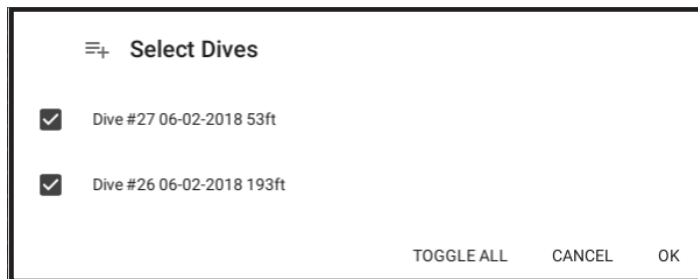 Select Dives
Dive #27 06-02-2018 53ft
Dive #26 06-02-2018 193ft
TOGGLE ALL CANCEL OK